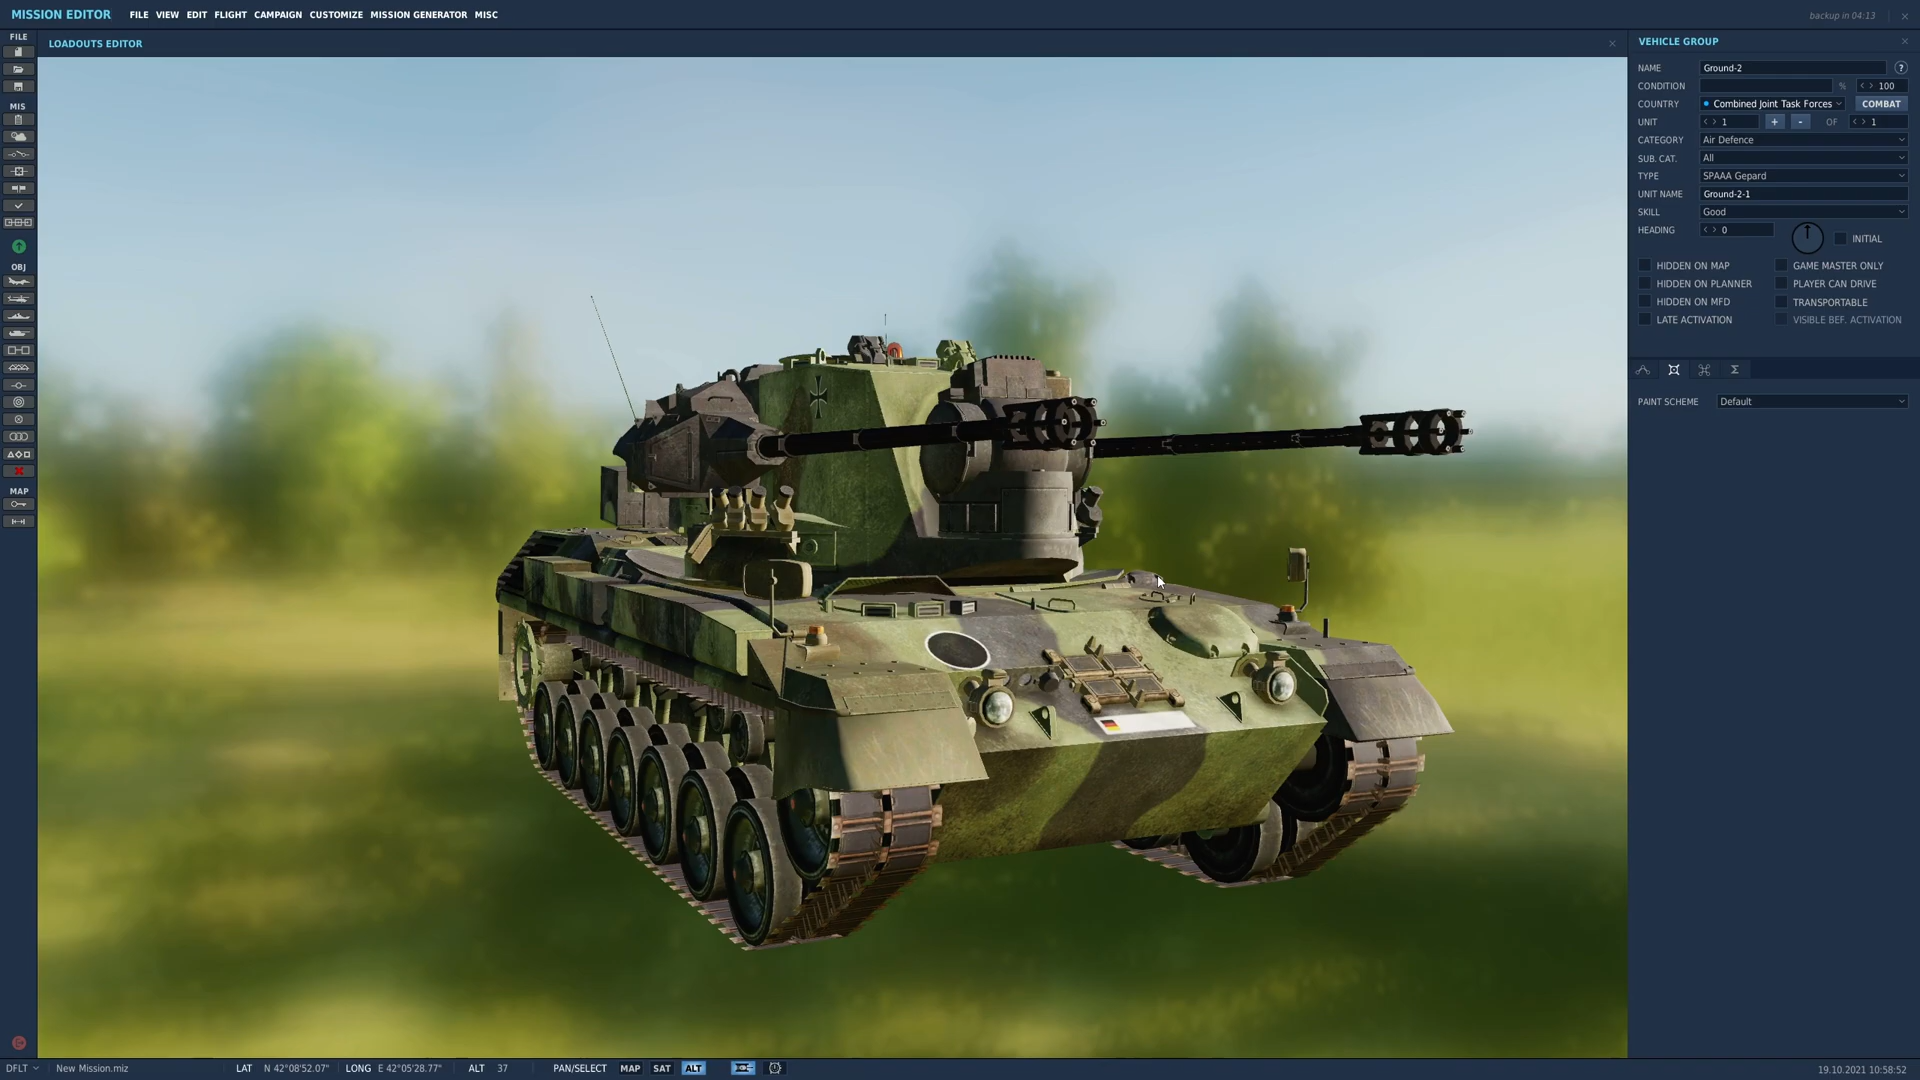 MISSION EDITOR FILE VIEW EDIT FLIGHT CAMPAIGN CUSTOMIZE MISSION GENERATOR MISC backup in 04:13
FILE
LOADOUTS EDITOR
VEHICLE GROUP
NAME Ground-2 ?
CONDITION % < > 100
COUNTRY Combined Joint Task Forces COMBAT
UNIT < > 1 + - OF < > 1
CATEGORY Air Defence
SUB. CAT. All
TYPE SPAAA Gepard
UNIT NAME Ground-2-1
SKILL Good
HEADING < > 0 INITIAL
HIDDEN ON MAP GAME MASTER ONLY
HIDDEN ON PLANNER PLAYER CAN DRIVE
HIDDEN ON MFD TRANSPORTABLE
LATE ACTIVATION VISIBLE BEF. ACTIVATION
PAINT SCHEME Default
MIS
OBJ
MAP
DFLT New Mission.miz LAT N 42°08'52.07" LONG E 42°05'28.77" ALT 37 PAN/SELECT MAP SAT ALT 19.10.2021 10:58:52